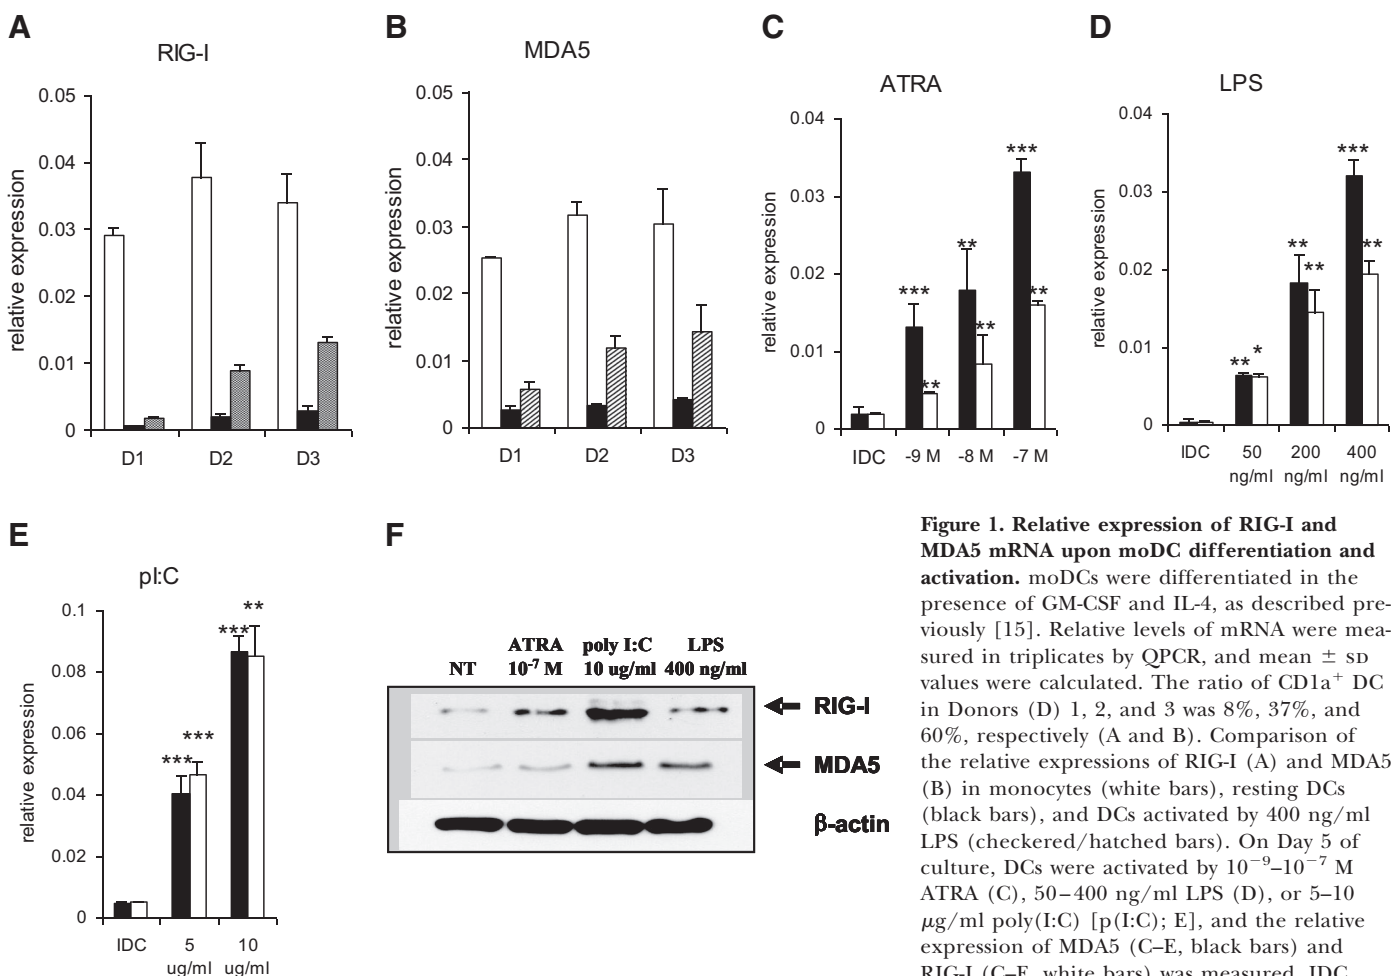 A
RIG-I
relative expression
0.05
0.04
0.03
0.02
0.01
0
D1 D2 D3
B
MDA5
relative expression
0.05
0.04
0.03
0.02
0.01
0
D1 D2 D3
C
ATRA
relative expression
0.04
0.03
0.02
0.01
0
***
**
**
**
***
**
IDC -9 M -8 M -7 M
D
LPS
relative expression
0.04
0.03
0.02
0.01
0
**
*
**
**
***
**
IDC 50 200 400
ng/ml ng/ml ng/ml
E
pI:C
relative expression
0.1
0.08
0.06
0.04
0.02
0
***
***
***
**
IDC 5 10
ug/ml ug/ml
F
ATRA poly I:C LPS
NT 10-7 M 10 ug/ml 400 ng/ml
RIG-I
MDA5
β-actin
Figure 1. Relative expression of RIG-I and
MDA5 mRNA upon moDC differentiation and
activation. moDCs were differentiated in the
presence of GM-CSF and IL-4, as described pre-
viously [15]. Relative levels of mRNA were mea-
sured in triplicates by QPCR, and mean ± SD
values were calculated. The ratio of CD1a+ DC
in Donors (D) 1, 2, and 3 was 8%, 37%, and
60%, respectively (A and B). Comparison of
the relative expressions of RIG-I (A) and MDA5
(B) in monocytes (white bars), resting DCs
(black bars), and DCs activated by 400 ng/ml
LPS (checkered/hatched bars). On Day 5 of
culture, DCs were activated by 10−9–10−7 M
ATRA (C), 50–400 ng/ml LPS (D), or 5–10
μg/ml poly(I:C) [p(I:C); E], and the relative
expression of MDA5 (C–E, black bars) and
RIG-I (C–E, white bars) was measured. IDC,